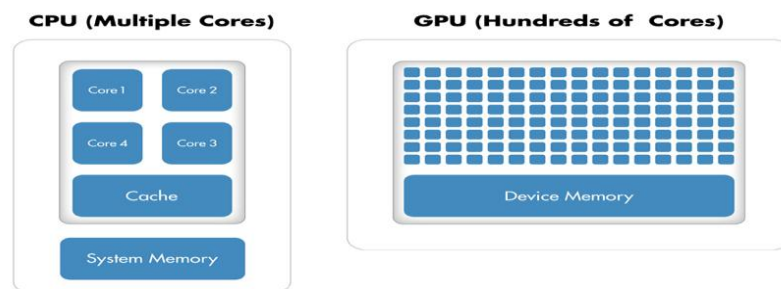 CPU (Multiple Cores)
GPU (Hundreds of Cores)
Core 1
Core 2
Core 4
Core 3
Cache
System Memory
Device Memory